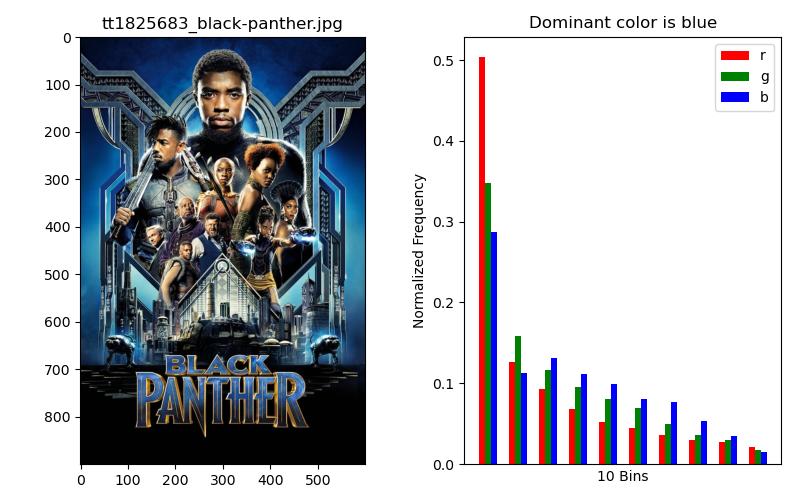 tt1825683_black-panther.jpg
0
100
200
300
400
500
600
700
800
BLACK
PANTHER
0 100 200 300 400 500
Dominant color is blue
r
g
b
Normalized Frequency
0.5
0.4
0.3
0.2
0.1
0.0
10 Bins